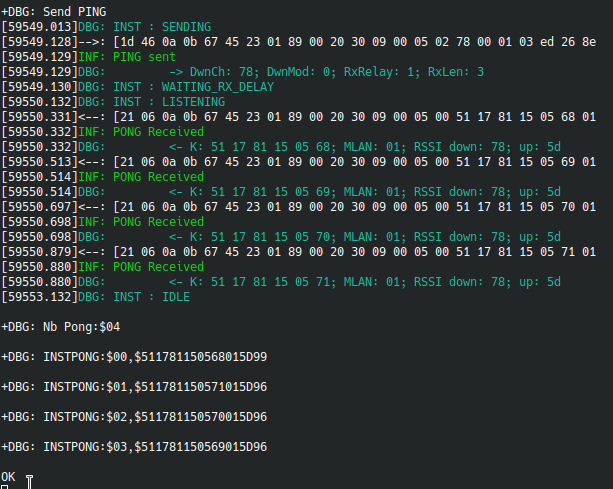 +DBG: Send PING
[59549.013]DBG: INST : SENDING
[59549.128]-->: [1d 46 0a 0b 67 45 23 01 89 00 20 30 09 00 05 02 78 00 01 03 ed 26 8e
[59549.129]INF: PING sent
[59549.129]DBG:        -> DwnCh: 78; DwnMod: 0; RxRelay: 1; RxLen: 3
[59549.130]DBG: INST : WAITING_RX_DELAY
[59550.132]DBG: INST : LISTENING
[59550.331]<--: [21 06 0a 0b 67 45 23 01 89 00 20 30 09 00 05 00 51 17 81 15 05 68 01
[59550.332]INF: PONG Received
[59550.332]DBG:        <- K: 51 17 81 15 05 68; MLAN: 01; RSSI down: 78; up: 5d
[59550.513]<--: [21 06 0a 0b 67 45 23 01 89 00 20 30 09 00 05 00 51 17 81 15 05 69 01
[59550.514]INF: PONG Received
[59550.514]DBG:        <- K: 51 17 81 15 05 69; MLAN: 01; RSSI down: 78; up: 5d
[59550.697]<--: [21 06 0a 0b 67 45 23 01 89 00 20 30 09 00 05 00 51 17 81 15 05 70 01
[59550.698]INF: PONG Received
[59550.698]DBG:        <- K: 51 17 81 15 05 70; MLAN: 01; RSSI down: 78; up: 5d
[59550.879]<--: [21 06 0a 0b 67 45 23 01 89 00 20 30 09 00 05 00 51 17 81 15 05 71 01
[59550.880]INF: PONG Received
[59550.880]DBG:        <- K: 51 17 81 15 05 71; MLAN: 01; RSSI down: 78; up: 5d
[59553.132]DBG: INST : IDLE
+DBG: Nb Pong:$04
+DBG: INSTPONG:$00,$511781150568015D99
+DBG: INSTPONG:$01,$511781150571015D96
+DBG: INSTPONG:$02,$511781150570015D96
+DBG: INSTPONG:$03,$511781150569015D96
OK